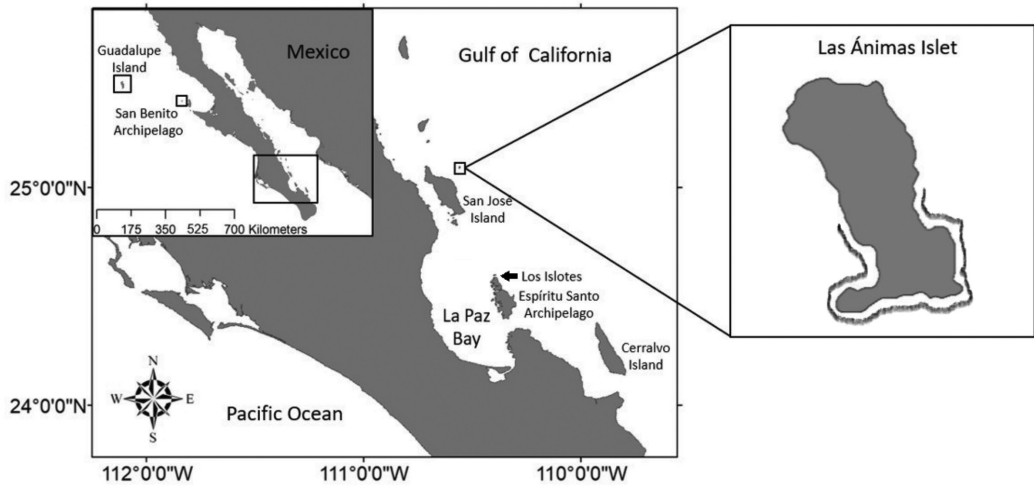 Guadalupe
Island
Mexico
San Benito
Archipelago
0 175 350 525 700 Kilometers
Gulf of California
Las Ánimas Islet
25°0'0"N
San Jose
Island
Los Islotes
Espíritu Santo
Archipelago
La Paz
Bay
Cerralvo
Island
N
W E
S
24°0'0"N
Pacific Ocean
112°0'0"W 111°0'0"W 110°0'0"W